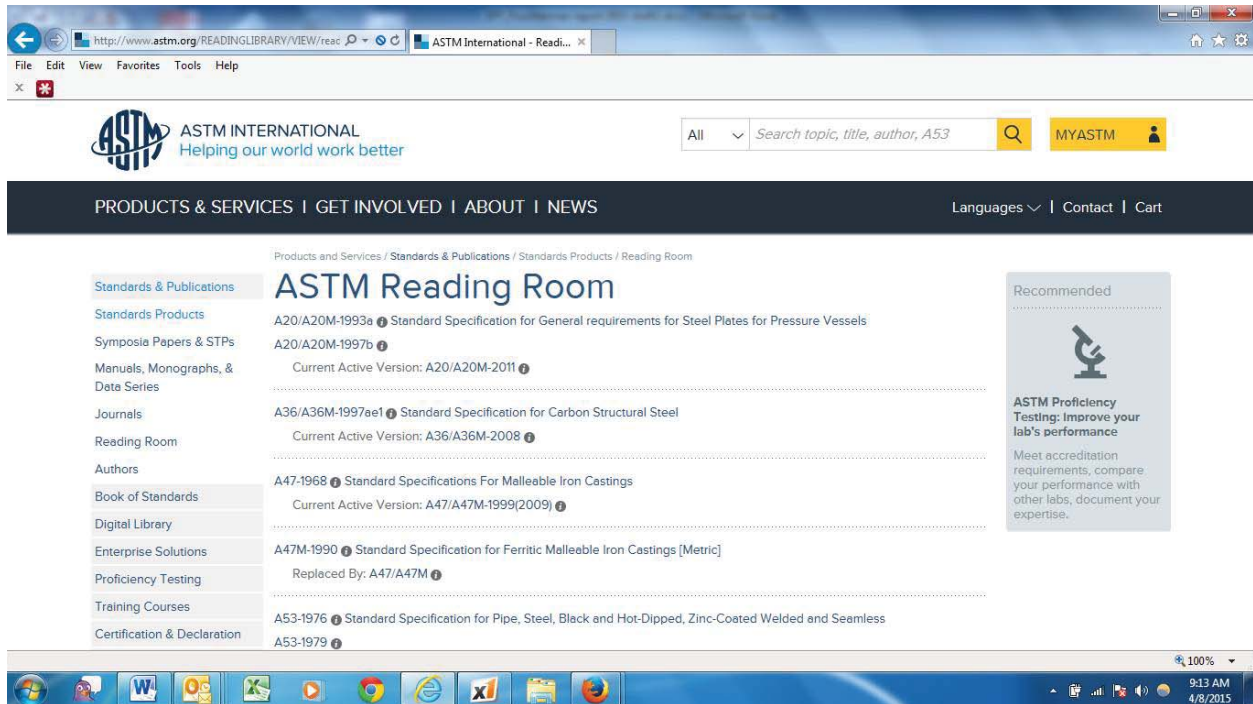 http://www.astm.org/READINGLIBRARY/VIEW/reac
ASTM International - Readi...
File Edit View Favorites Tools Help
ASTM
ASTM INTERNATIONAL
Helping our world work better
All
Search topic, title, author, A53
MYASTM
PRODUCTS & SERVICES | GET INVOLVED | ABOUT | NEWS
Languages | Contact | Cart
Products and Services / Standards & Publications / Standards Products / Reading Room
Standards & Publications
Standards Products
Symposia Papers & STPs
Manuals, Monographs, &
Data Series
Journals
Reading Room
Authors
Book of Standards
Digital Library
Enterprise Solutions
Proficiency Testing
Training Courses
Certification & Declaration
ASTM Reading Room
A20/A20M-1993a Standard Specification for General requirements for Steel Plates for Pressure Vessels
A20/A20M-1997b
Current Active Version: A20/A20M-2011
A36/A36M-1997ae1 Standard Specification for Carbon Structural Steel
Current Active Version: A36/A36M-2008
A47-1968 Standard Specifications For Malleable Iron Castings
Current Active Version: A47/A47M-1999(2009)
A47M-1990 Standard Specification for Ferritic Malleable Iron Castings [Metric]
Replaced By: A47/A47M
A53-1976 Standard Specification for Pipe, Steel, Black and Hot-Dipped, Zinc-Coated Welded and Seamless
A53-1979
Recommended
ASTM Proficiency
Testing: Improve your
lab's performance
Meet accreditation
requirements, compare
your performance with
other labs, document your
expertise.
100%
9:13 AM
4/8/2015